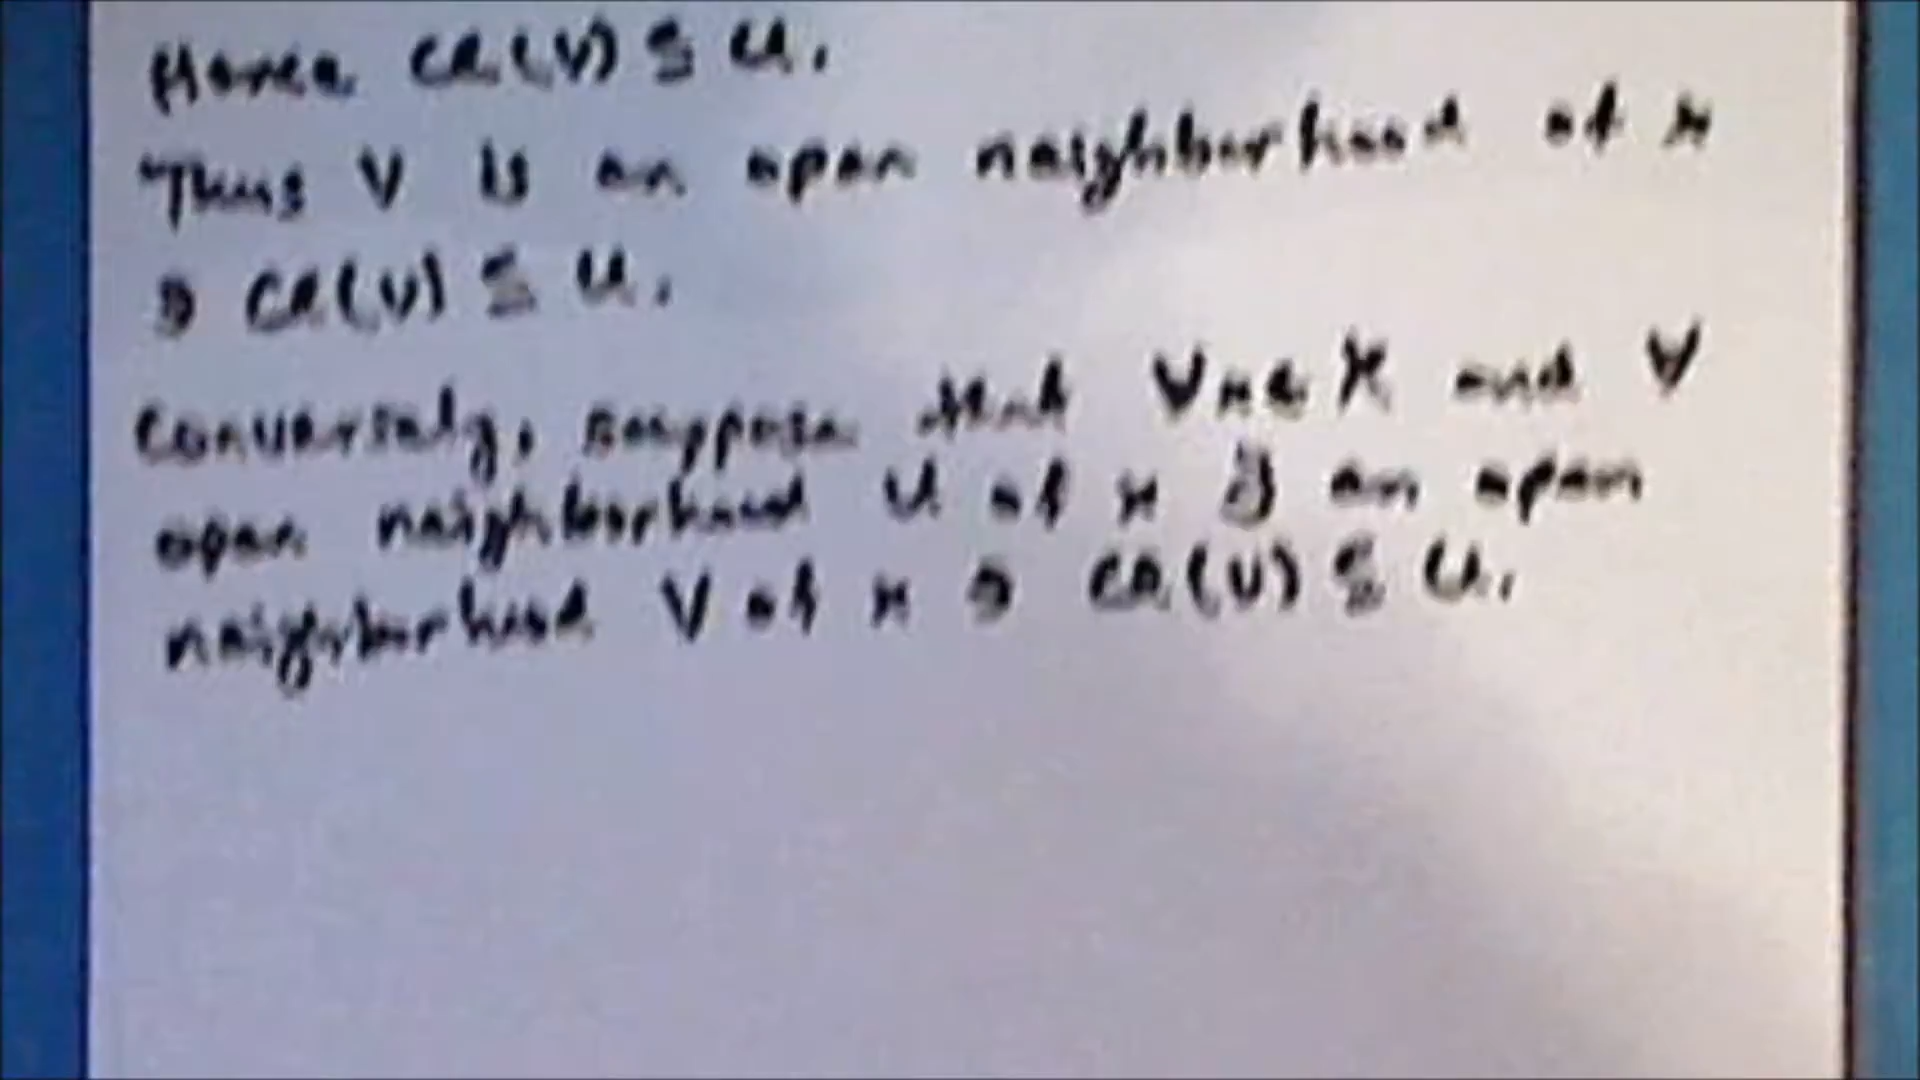 Hence Cl(V) ⊆ U.
Thus V is an open neighborhood of x
∋ Cl(V) ⊆ U.
Conversely, suppose that ∀x∈X and ∀
open neighborhood U of x ∃ an open
neighborhood V of x ∋ Cl(V) ⊆ U.